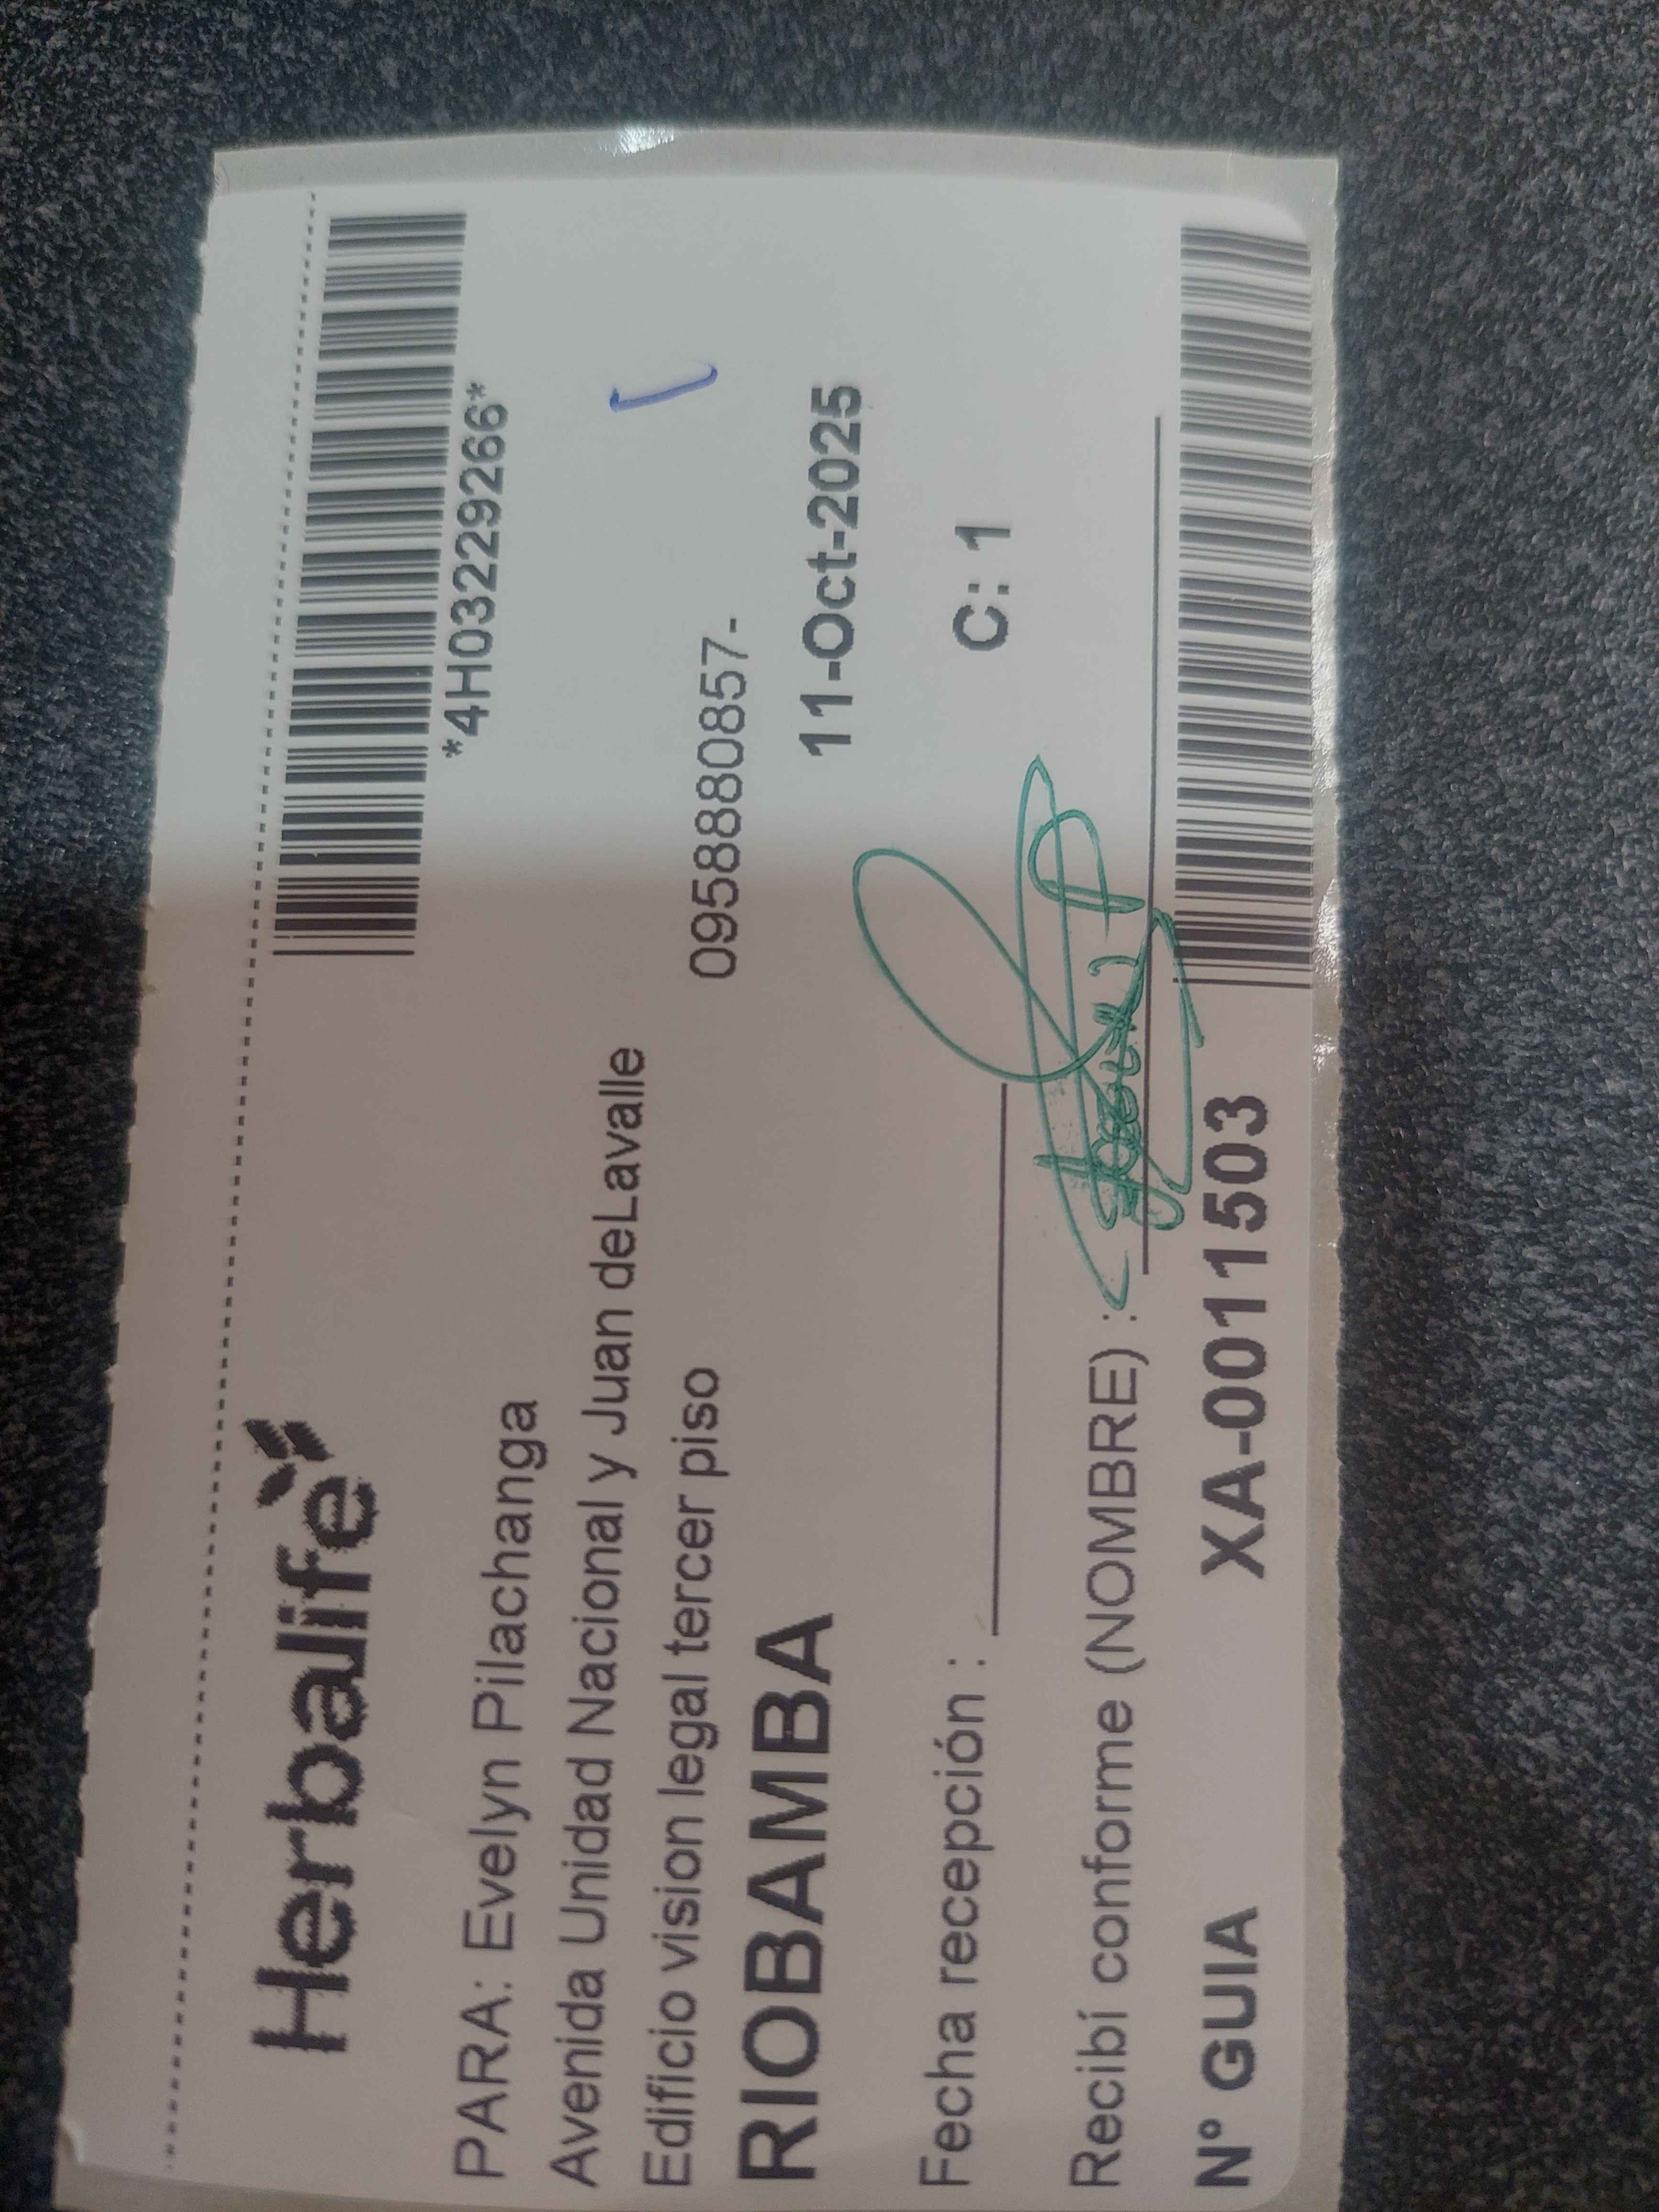 Herbalife
*4H03229266*
PARA: Evelyn Pilachanga
Avenida Unidad Nacional y Juan deLavalle
Edificio vision legal tercer piso
0958880857-
RIOBAMBA
11-Oct-2025
Fecha recepción :
C: 1
Recibí conforme (NOMBRE) :
N° GUIA XA-0011503